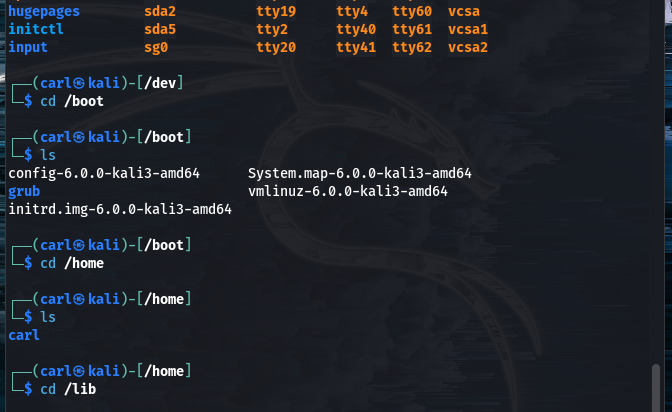 hugepages sda2 tty19 tty4 tty60 vcsa
initctl sda5 tty2 tty40 tty61 vcsa1
input sg0 tty20 tty41 tty62 vcsa2
┌──(carl㉿kali)-[/dev]
└─$ cd /boot
┌──(carl㉿kali)-[/boot]
└─$ ls
config-6.0.0-kali3-amd64 System.map-6.0.0-kali3-amd64
grub vmlinuz-6.0.0-kali3-amd64
initrd.img-6.0.0-kali3-amd64
┌──(carl㉿kali)-[/boot]
└─$ cd /home
┌──(carl㉿kali)-[/home]
└─$ ls
carl
┌──(carl㉿kali)-[/home]
└─$ cd /lib